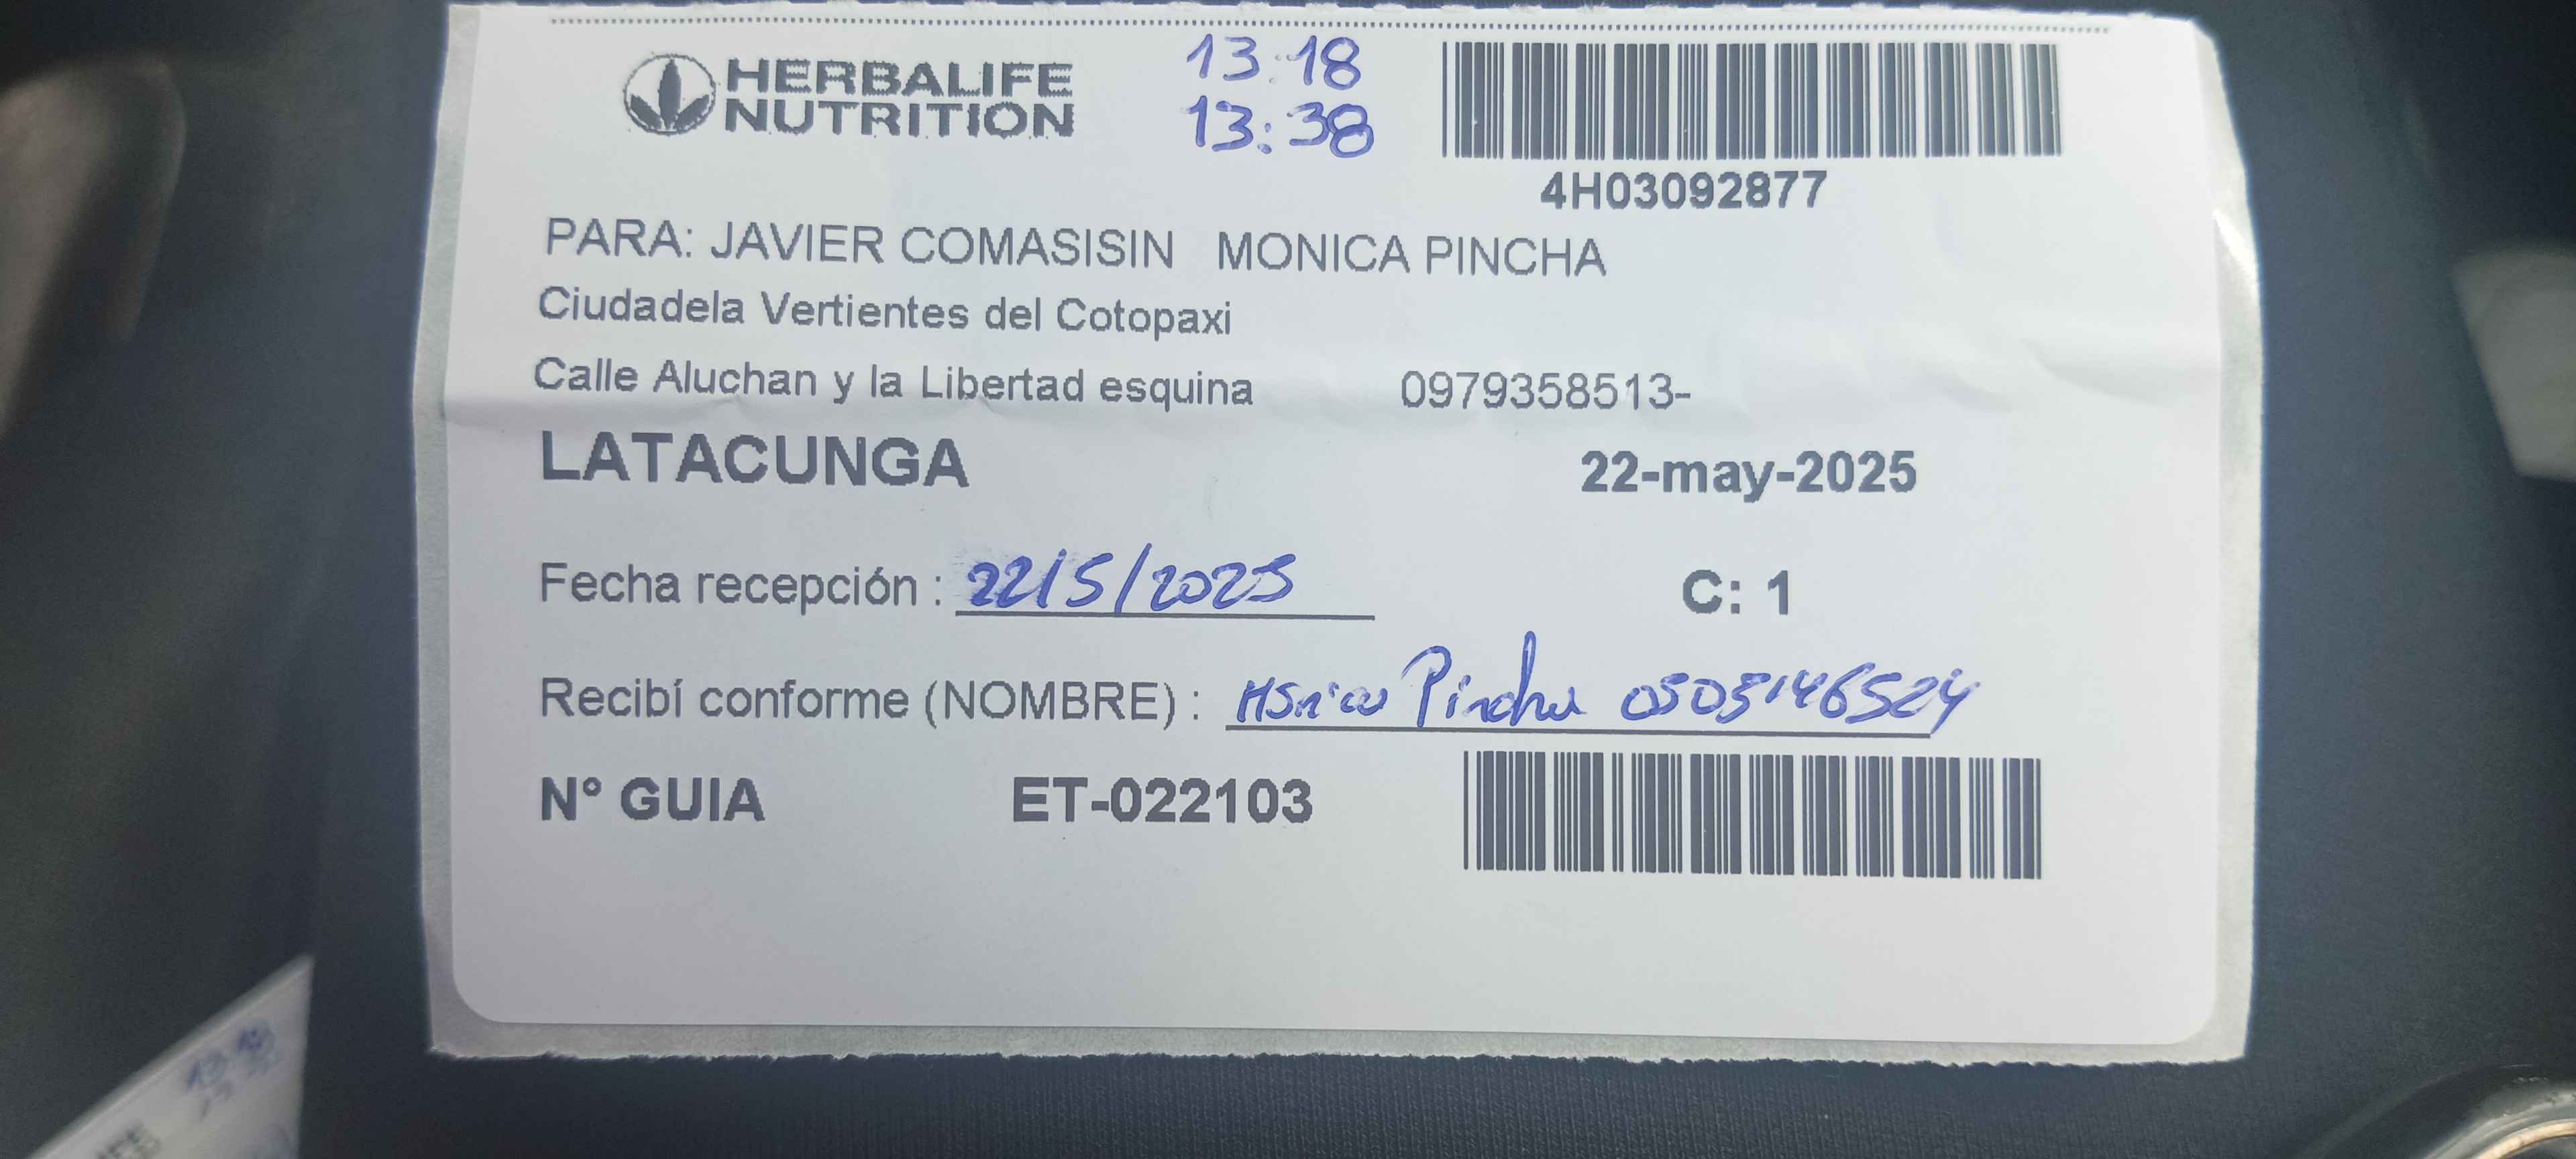 HERBALIFE
NUTRITION
13:18
13:38
4H03092877
PARA: JAVIER COMASISIN MONICA PINCHA
Ciudadela Vertientes del Cotopaxi
Calle Aluchan y la Libertad esquina 0979358513-
LATACUNGA 22-may-2025
Fecha recepción : 22/5/2025 C: 1
Recibí conforme (NOMBRE) : Mónica Pincha 0505146524
N° GUIA ET-022103